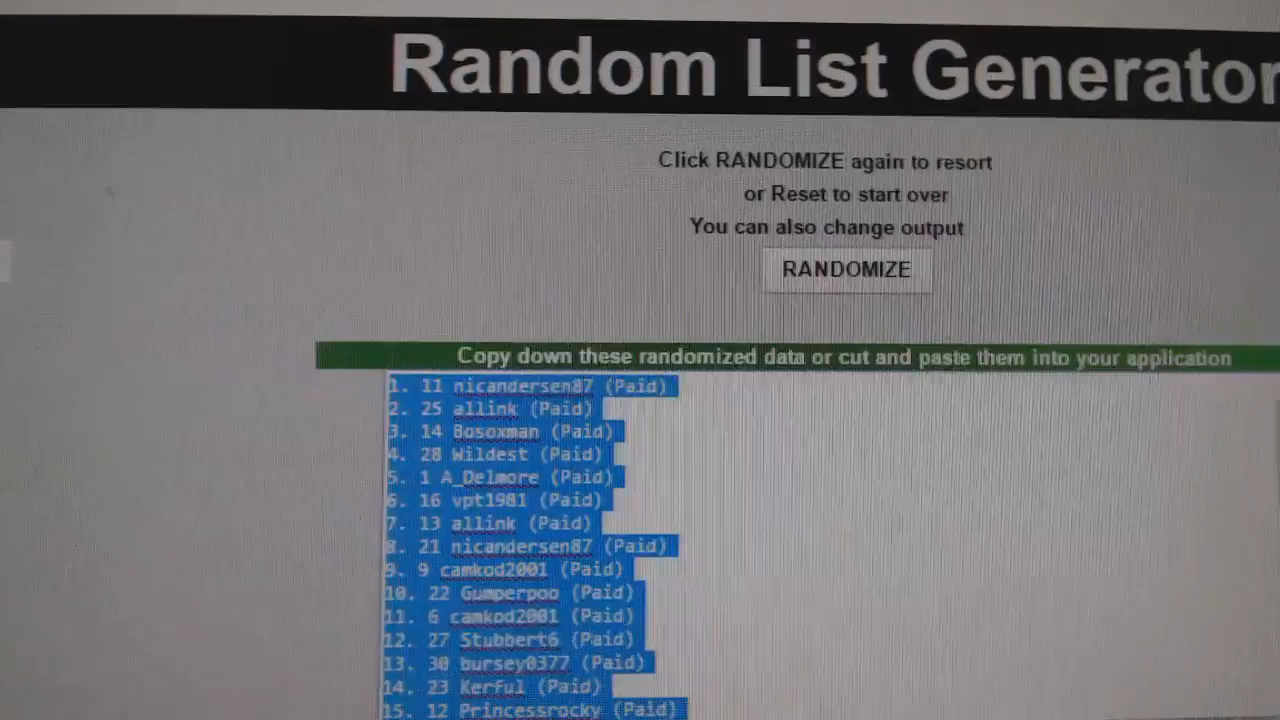 Random List Generator
Click RANDOMIZE again to resort
or Reset to start over
You can also change output
RANDOMIZE
Copy down these randomized data or cut and paste them into your application
1. 11 nicandersen87 (Paid)
2. 25 allink (Paid)
3. 14 Bosoxman (Paid)
4. 28 Wildest (Paid)
5. 1 A_Delmore (Paid)
6. 16 vpt1981 (Paid)
7. 13 allink (Paid)
8. 21 nicandersen87 (Paid)
9. 9 camkod2001 (Paid)
10. 22 Gumperpoo (Paid)
11. 6 camkod2001 (Paid)
12. 27 Stubbert6 (Paid)
13. 30 bursey0377 (Paid)
14. 23 Kerful (Paid)
15. 12 Princessrocky (Paid)